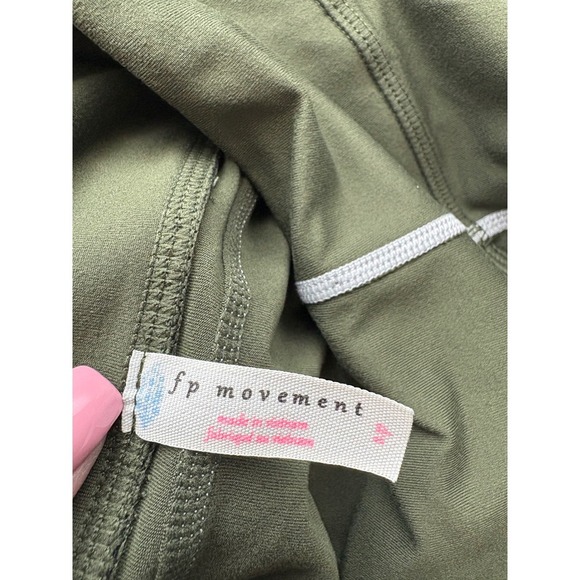 fp movement
made in vietnam
fabriqué au vietnam